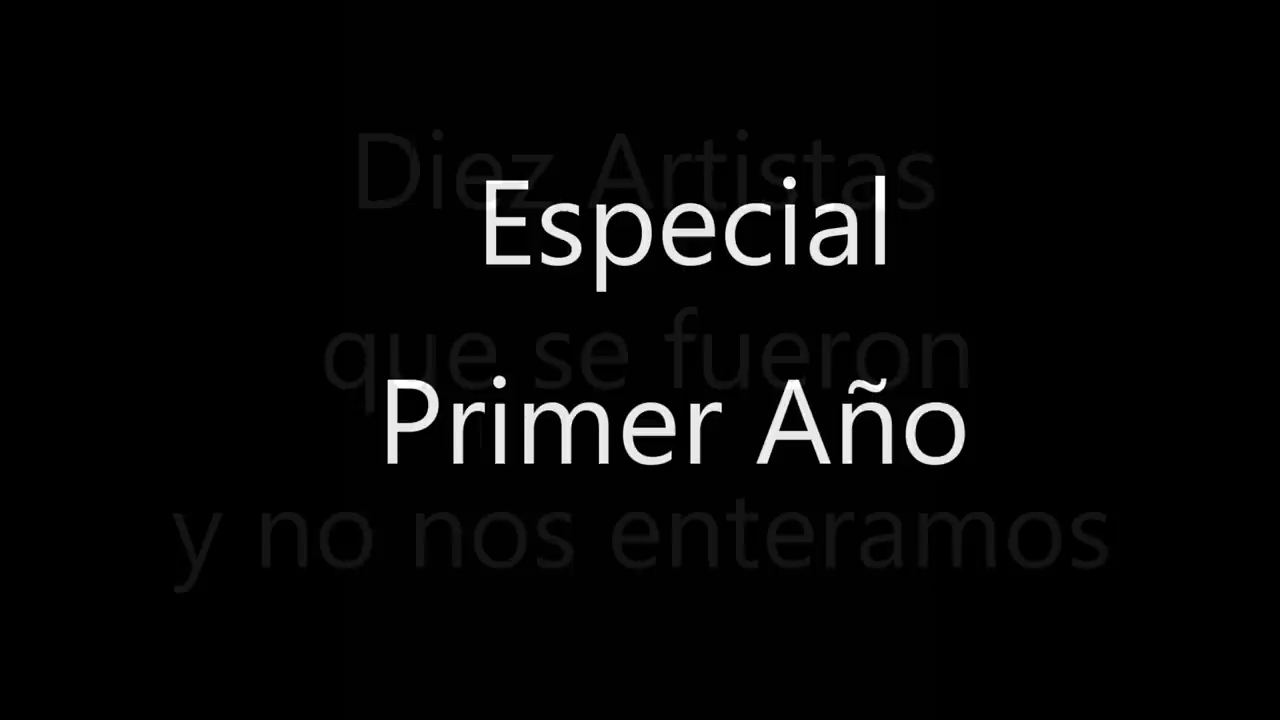 Diez Artistas
Especial
que se fueron
Primer Año
y no nos enteramos